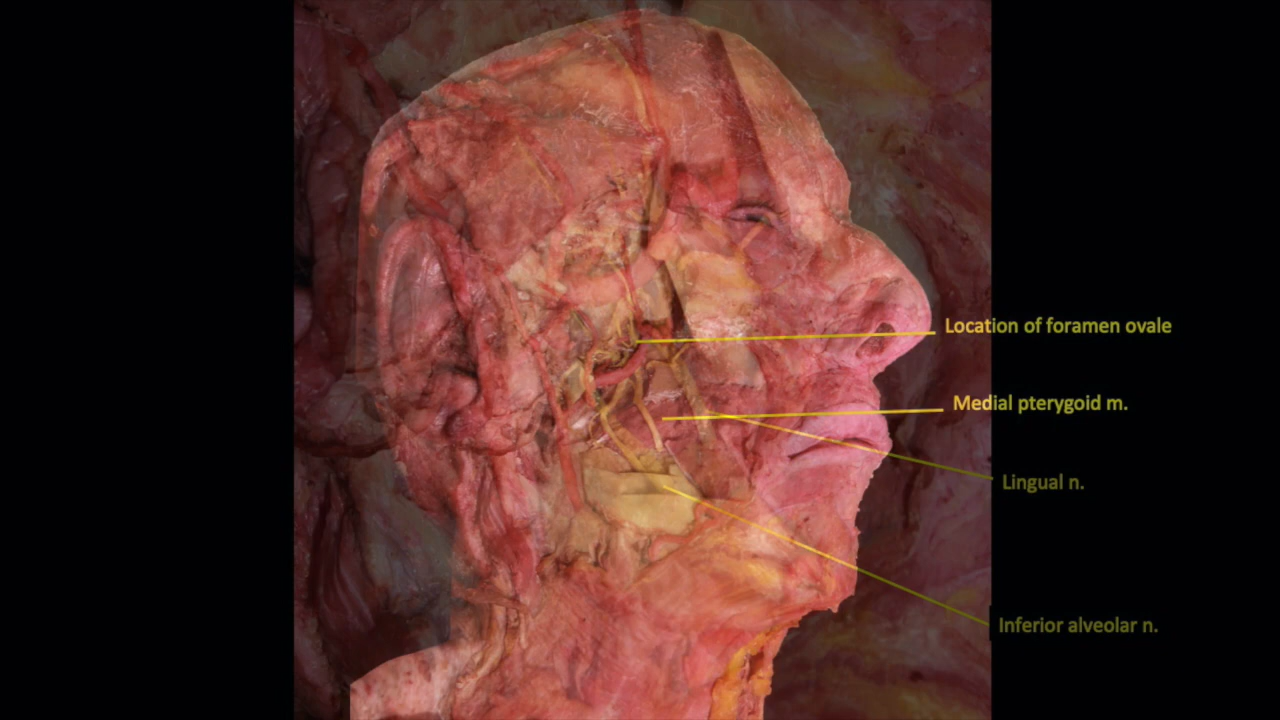 Location of foramen ovale
Medial pterygoid m.
Lingual n.
Inferior alveolar n.